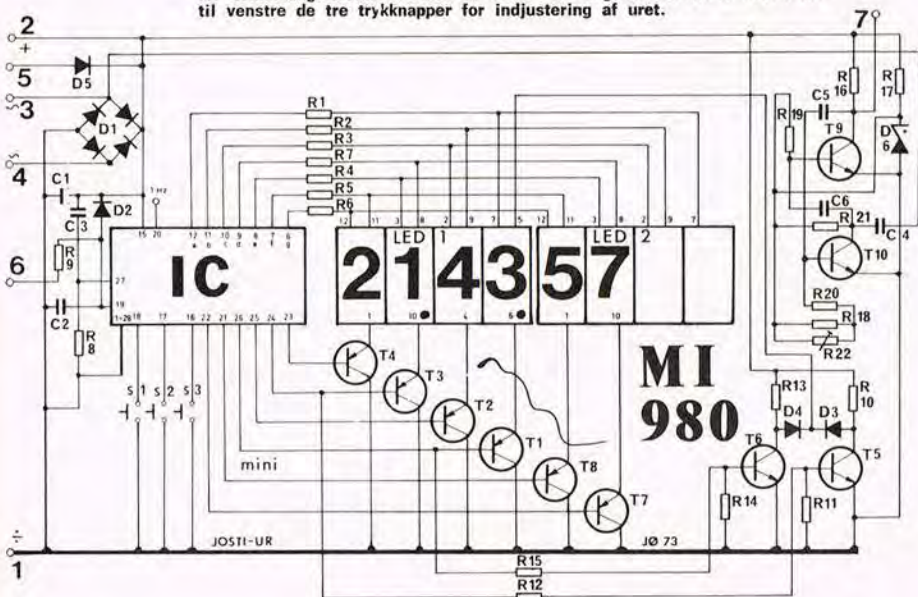 til venstre de tre trykknapper for indjustering af uret.
2
+
5
3
4
6
÷
1
D5
D1
C1
D2
C3
R9
C2
R8
1 Hz
15 20
12 11 10 9 8 7 6
a b c d e f g
27
19
1-28 18 17 16 22 21 26 25 24 23
IC
R1
R2
R3
R7
R4
R5
R6
12 11 3 8 2 9 5 7 12 11 3 8 2 9 7
LED 1
LED 2
214357
1 10 4 6 1 10
S1 S2 S3
mini
T4
T3
T2
T1
T8
T7
MI
980
7
R16
R17
C5
R19
T9
D6
C6
R21
C4
T10
R20
R18
R22
R13
D4 D3
R10
T6
T5
R14
R11
JOSTI-UR
JØ 73
R15
R12